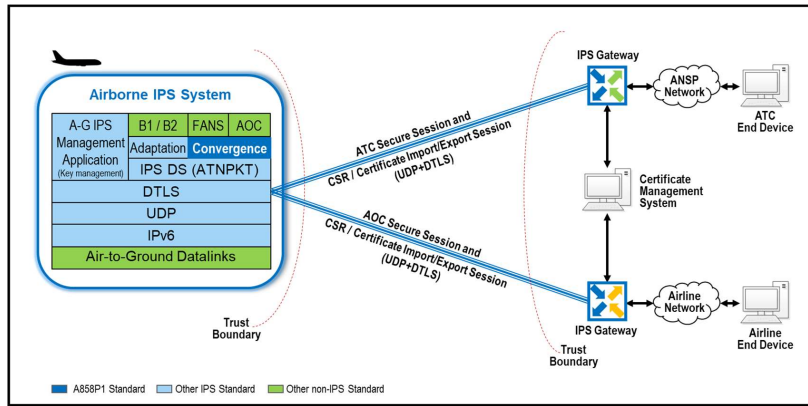 Airborne IPS System
A-G IPS
Management
Application
(Key management)
B1 / B2
FANS
AOC
Adaptation
Convergence
IPS DS (ATNPKT)
DTLS
UDP
IPv6
Air-to-Ground Datalinks
Trust
Boundary
ATC Secure Session and
CSR / Certificate Import/Export Session
(UDP+DTLS)
AOC Secure Session and
CSR / Certificate Import/Export Session
(UDP+DTLS)
Trust
Boundary
IPS Gateway
ANSP
Network
ATC
End Device
Certificate
Management
System
IPS Gateway
Airline
Network
Airline
End Device
A858P1 Standard
Other IPS Standard
Other non-IPS Standard